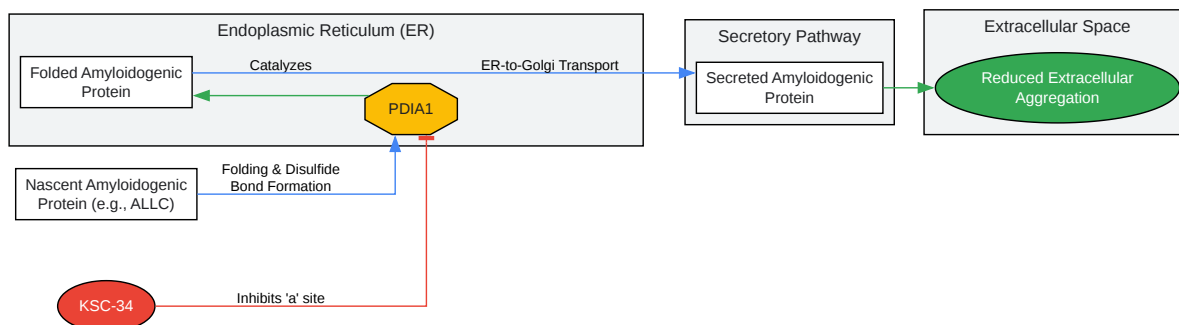 Endoplasmic Reticulum (ER)
Folded Amyloidogenic
Protein
Catalyzes
ER-to-Golgi Transport
PDIA1
Secretory Pathway
Secreted Amyloidogenic
Protein
Extracellular Space
Reduced Extracellular
Aggregation
Nascent Amyloidogenic
Protein (e.g., ALLC)
Folding & Disulfide
Bond Formation
KSC-34
Inhibits 'a' site